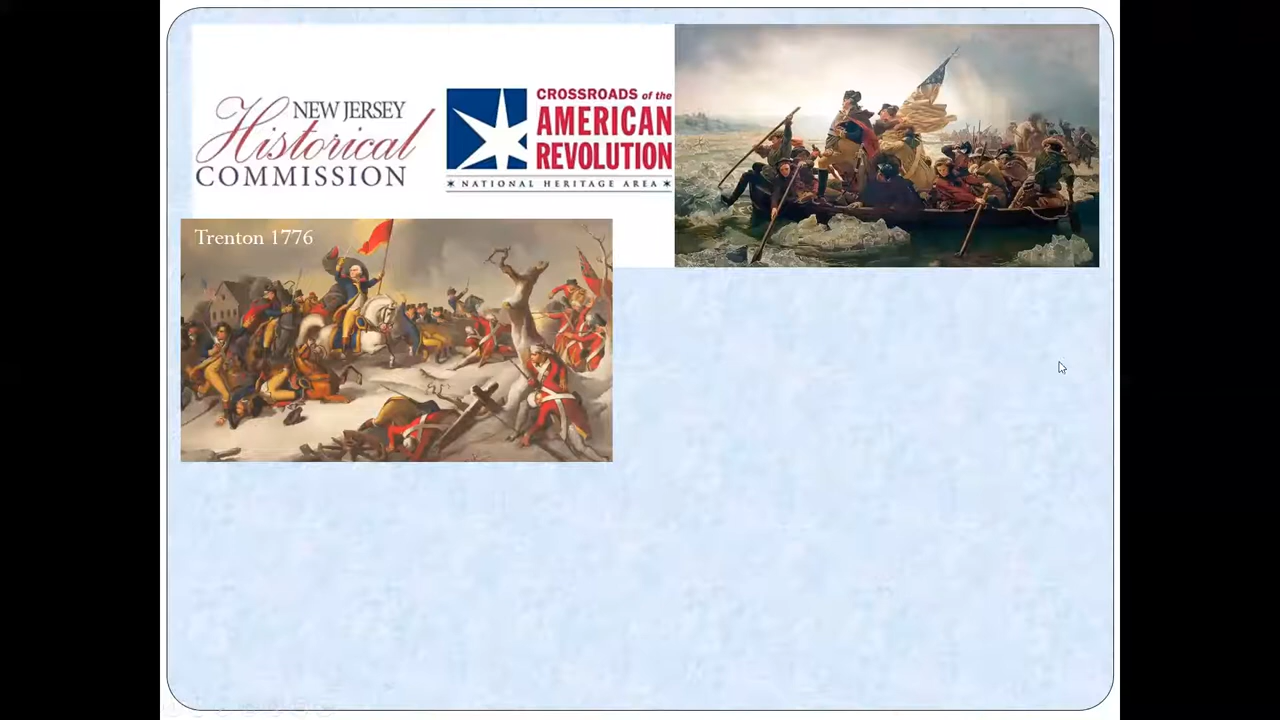 NEW JERSEY
Historical
COMMISSION
CROSSROADS of the
AMERICAN
REVOLUTION
★ NATIONAL HERITAGE AREA ★
Trenton 1776